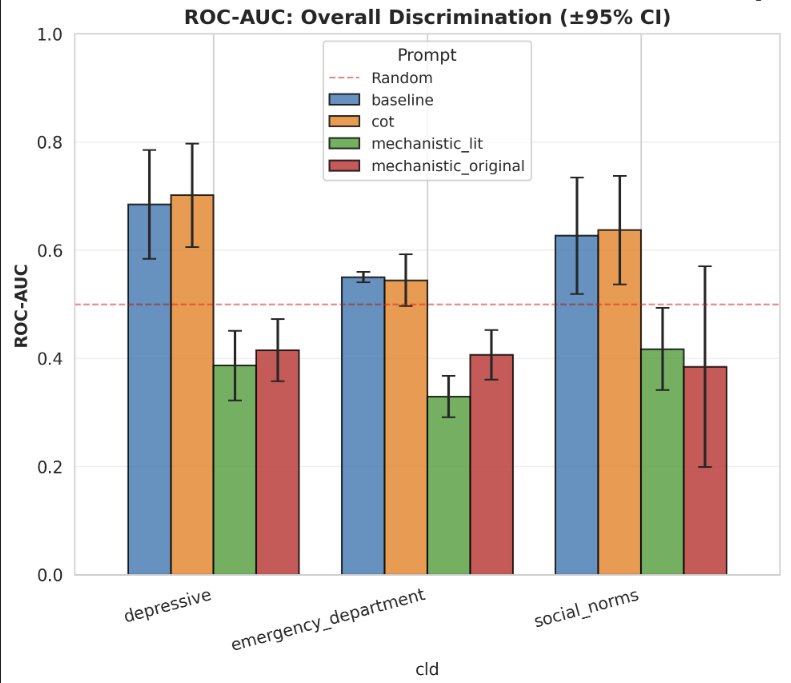 ROC-AUC: Overall Discrimination (±95% CI)
Prompt
Random
baseline
cot
mechanistic_lit
mechanistic_original
ROC-AUC
1.0
0.8
0.6
0.4
0.2
0.0
depressive
emergency_department
social_norms
cld